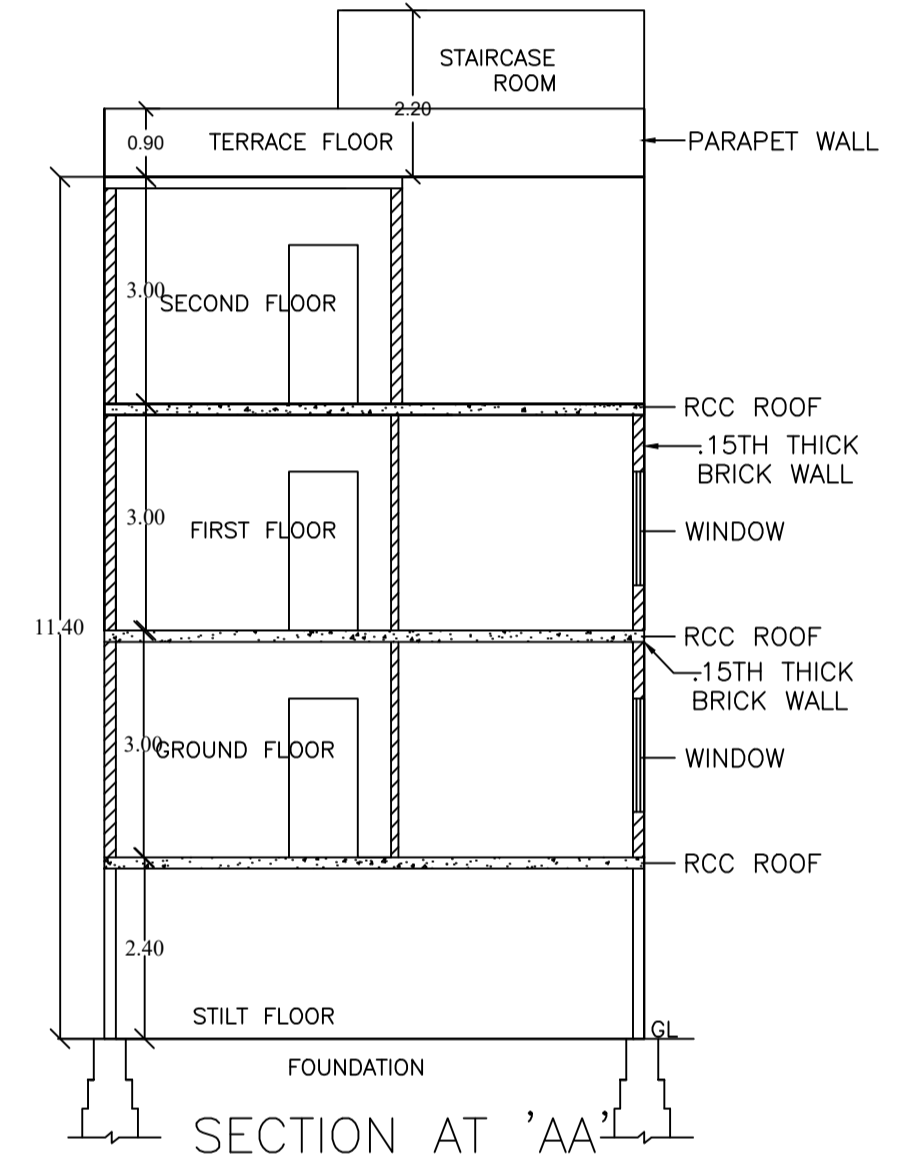 STAIRCASE
ROOM
2.20
0.90
TERRACE FLOOR
PARAPET WALL
3.00
SECOND FLOOR
RCC ROOF
.15TH THICK
BRICK WALL
3.00
FIRST FLOOR
WINDOW
11.40
RCC ROOF
.15TH THICK
BRICK WALL
3.00
GROUND FLOOR
WINDOW
RCC ROOF
2.40
STILT FLOOR
GL
FOUNDATION
SECTION AT 'AA'